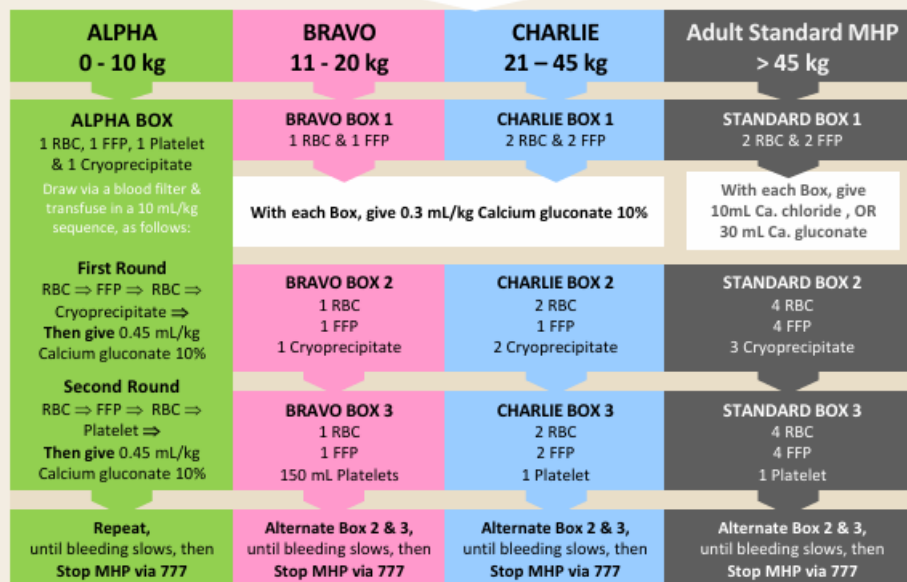 ALPHA
0 - 10 kg
ALPHA BOX
1 RBC, 1 FFP, 1 Platelet
& 1 Cryoprecipitate
Draw via a blood filter &
transfuse in a 10 mL/kg
sequence, as follows:
First Round
RBC ⇒ FFP ⇒ RBC ⇒
Cryoprecipitate ⇒
Then give 0.45 mL/kg
Calcium gluconate 10%
Second Round
RBC ⇒ FFP ⇒ RBC ⇒
Platelet ⇒
Then give 0.45 mL/kg
Calcium gluconate 10%
Repeat,
until bleeding slows, then
Stop MHP via 777
BRAVO
11 - 20 kg
BRAVO BOX 1
1 RBC & 1 FFP
CHARLIE
21 – 45 kg
CHARLIE BOX 1
2 RBC & 2 FFP
With each Box, give 0.3 mL/kg Calcium gluconate 10%
BRAVO BOX 2
1 RBC
1 FFP
1 Cryoprecipitate
BRAVO BOX 3
1 RBC
1 FFP
150 mL Platelets
Alternate Box 2 & 3,
until bleeding slows, then
Stop MHP via 777
CHARLIE BOX 2
2 RBC
1 FFP
2 Cryoprecipitate
CHARLIE BOX 3
2 RBC
2 FFP
1 Platelet
Alternate Box 2 & 3,
until bleeding slows, then
Stop MHP via 777
Adult Standard MHP
> 45 kg
STANDARD BOX 1
2 RBC & 2 FFP
With each Box, give
10mL Ca. chloride , OR
30 mL Ca. gluconate
STANDARD BOX 2
4 RBC
4 FFP
3 Cryoprecipitate
STANDARD BOX 3
4 RBC
4 FFP
1 Platelet
Alternate Box 2 & 3,
until bleeding slows, then
Stop MHP via 777